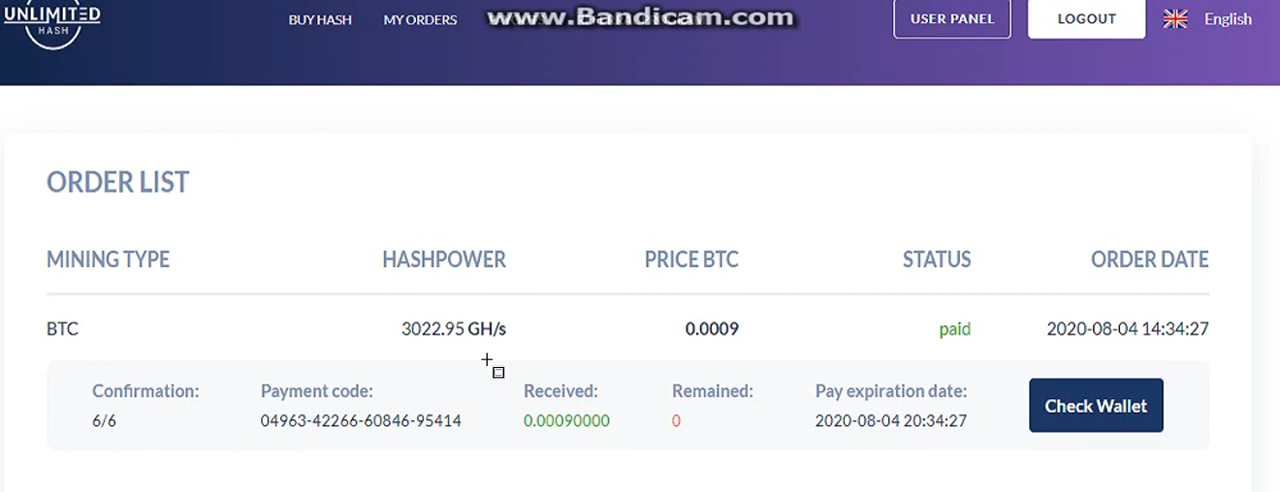 UNLIMITED
HASH
BUY HASH
MY ORDERS
www.Bandicam.com
USER PANEL
LOGOUT
English
ORDER LIST
MINING TYPE HASHPOWER PRICE BTC STATUS ORDER DATE
BTC 3022.95 GH/s 0.0009 paid 2020-08-04 14:34:27
Confirmation: Payment code: Received: Remained: Pay expiration date:
6/6 04963-42266-60846-95414 0.00090000 0 2020-08-04 20:34:27
Check Wallet